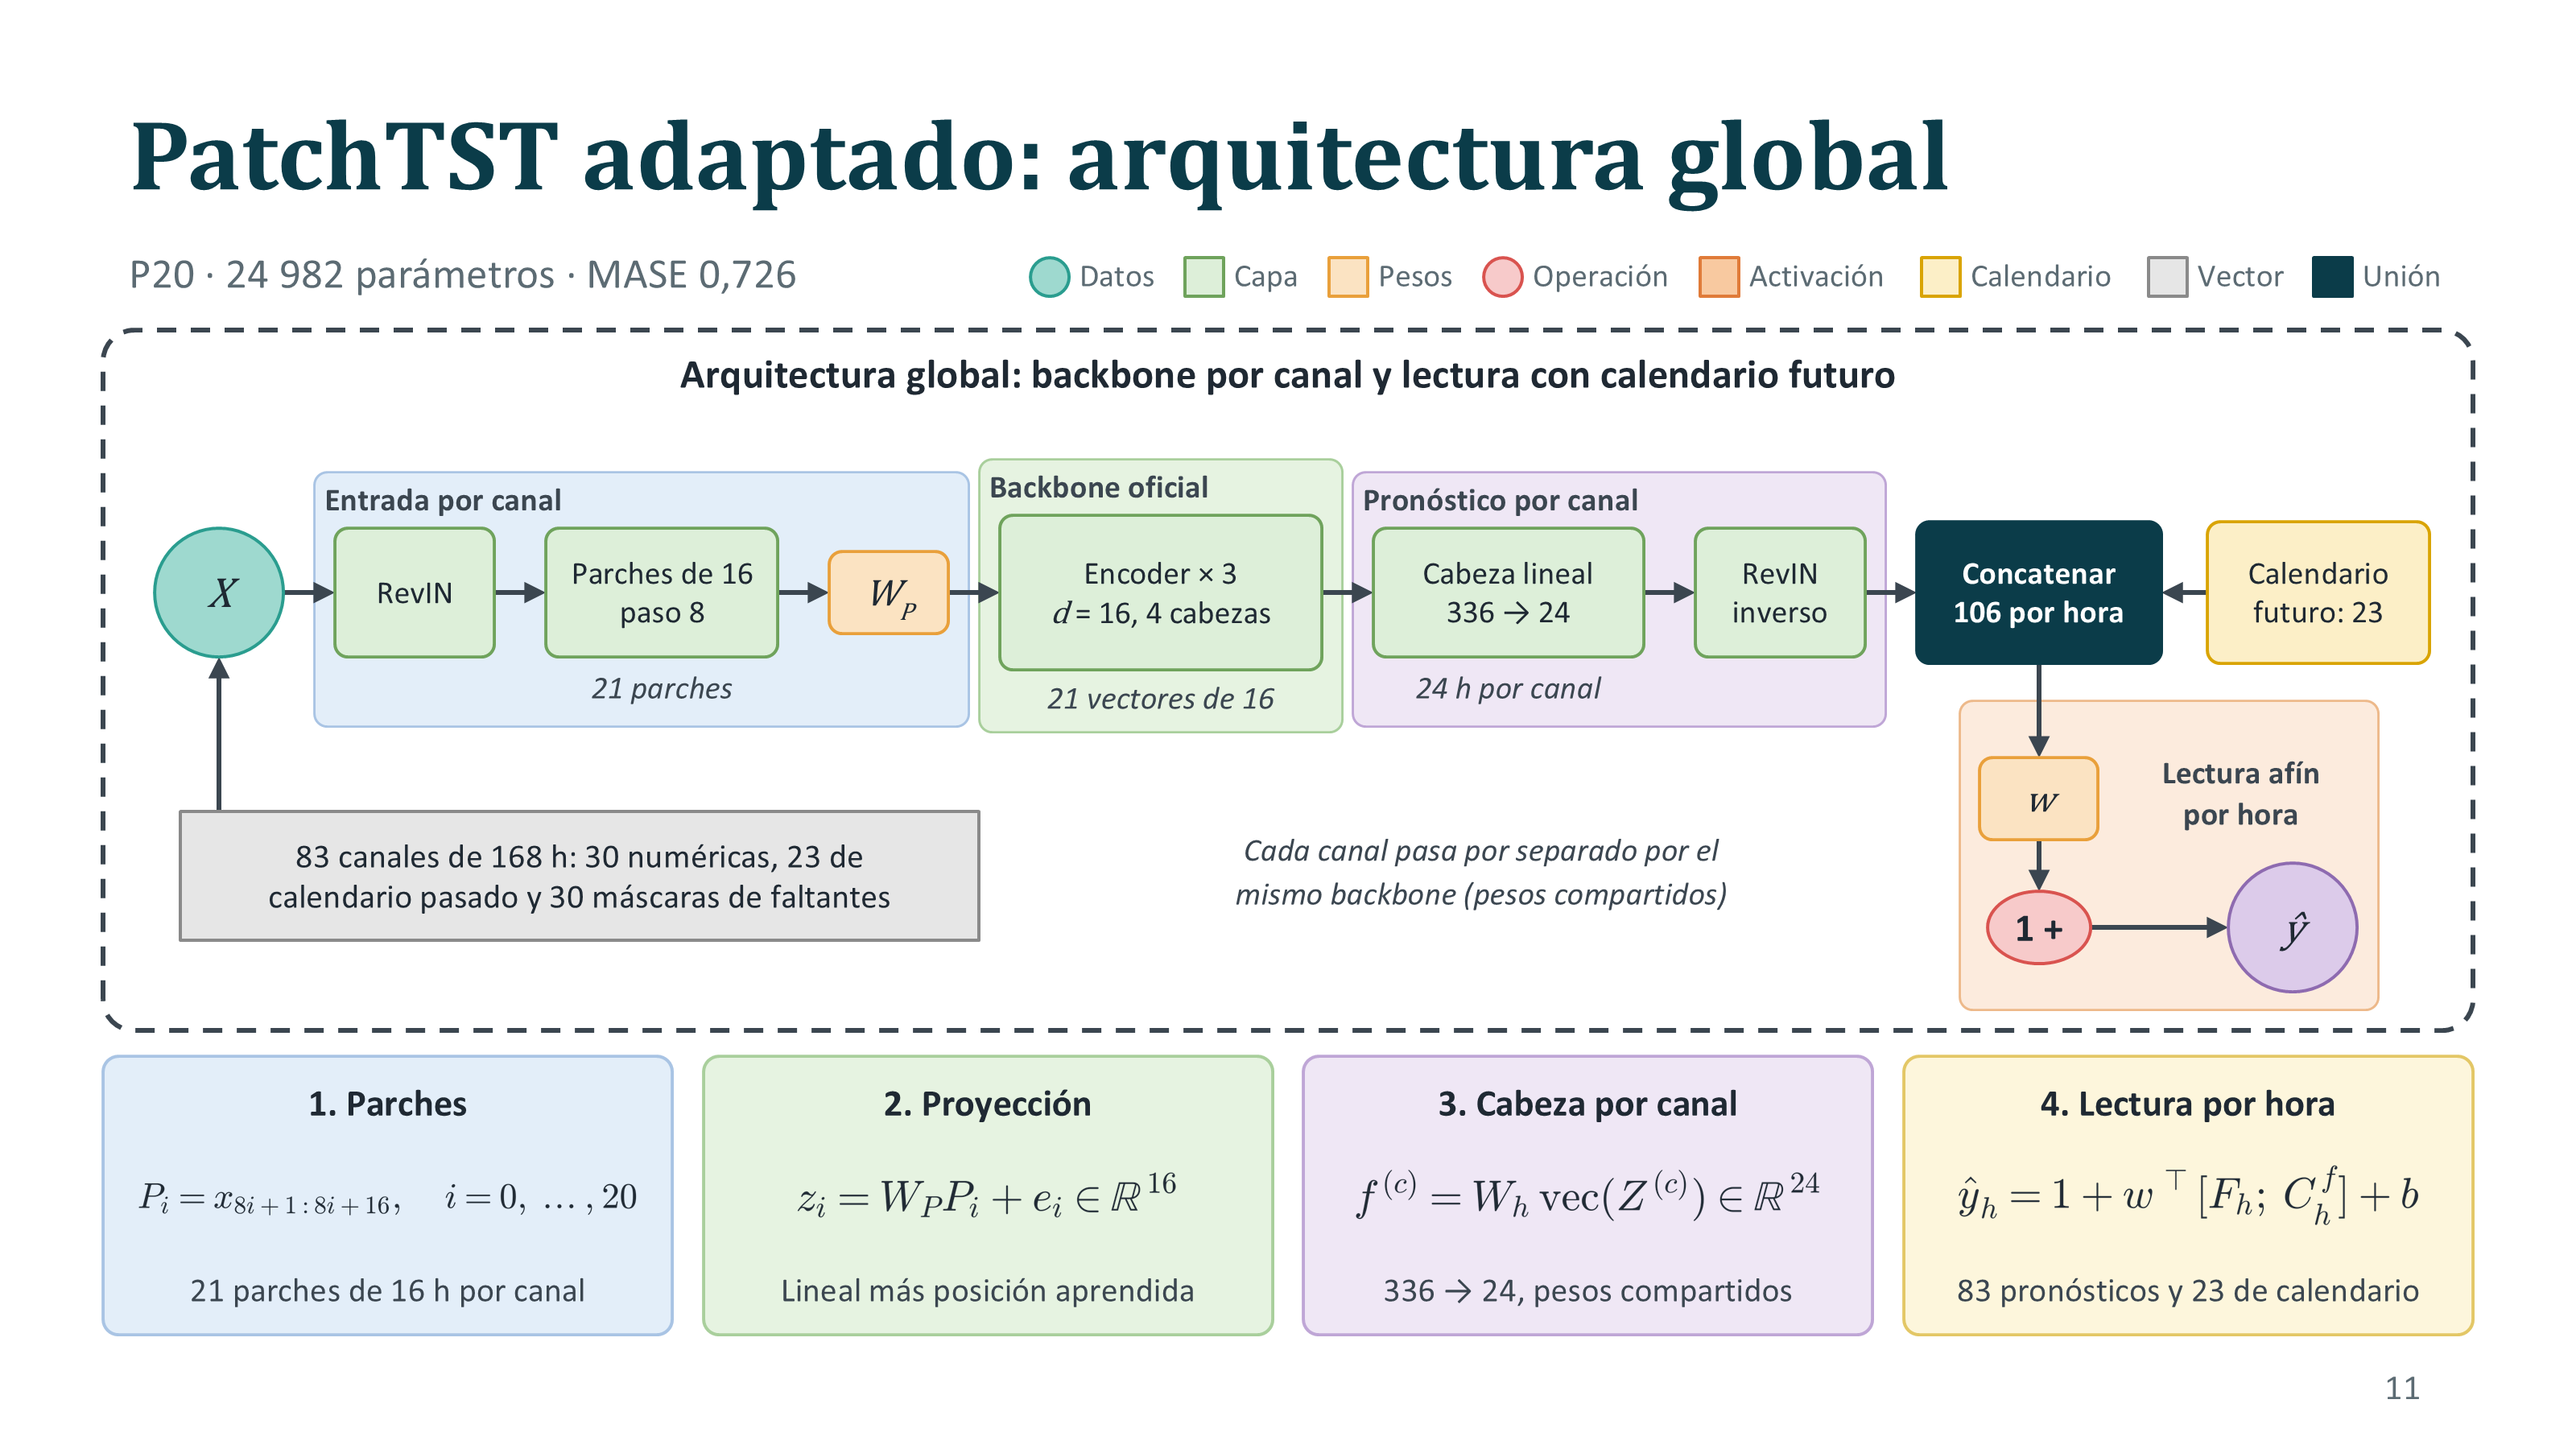 PatchTST adaptado: arquitectura global
P20 · 24 982 parámetros · MASE 0,726
Datos Capa Pesos Operación Activación Calendario Vector Unión
Arquitectura global: backbone por canal y lectura con calendario futuro
Entrada por canal
Backbone oficial
Pronóstico por canal
X
RevIN
Parches de 16
paso 8
W_P
21 parches
Encoder × 3
d = 16, 4 cabezas
21 vectores de 16
Cabeza lineal
336 → 24
24 h por canal
RevIN
inverso
Concatenar
106 por hora
Calendario
futuro: 23
83 canales de 168 h: 30 numéricas, 23 de
calendario pasado y 30 máscaras de faltantes
Cada canal pasa por separado por el
mismo backbone (pesos compartidos)
w
Lectura afín
por hora
1 +
ŷ
1. Parches
P_i = x_{8i+1:8i+16}, i = 0, …, 20
21 parches de 16 h por canal
2. Proyección
z_i = W_P P_i + e_i ∈ ℝ^{16}
Lineal más posición aprendida
3. Cabeza por canal
f^{(c)} = W_h vec(Z^{(c)}) ∈ ℝ^{24}
336 → 24, pesos compartidos
4. Lectura por hora
ŷ_h = 1 + w^⊤ [F_h; C_h^f] + b
83 pronósticos y 23 de calendario
11